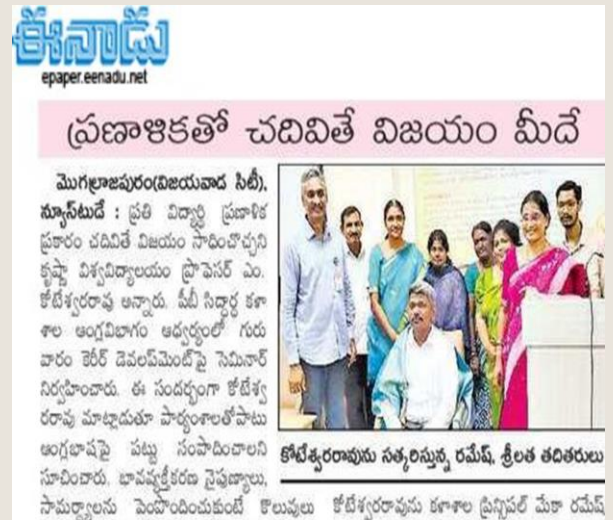 ఈనాడు
epaper.eenadu.net
ప్రణాళికతో చదివితే విజయం మీదే
మొగల్రాజపురం(విజయవాడ సిటీ),
న్యూస్‌టుడే : ప్రతి విద్యార్థి ప్రణాళిక
ప్రకారం చదివితే విజయం సాధించొచ్చని
కృష్ణా విశ్వవిద్యాలయం ప్రొఫెసర్ ఎం.
కోటేశ్వరరావు అన్నారు. పీబీ సిద్ధార్థ కళా
శాల ఆంగ్లవిభాగం ఆధ్వర్యంలో గురు
వారం కెరీర్ డెవలప్‌మెంట్‌పై సెమినార్
నిర్వహించారు. ఈ సందర్భంగా కోటేశ్వ
రరావు మాట్లాడుతూ పాఠ్యాంశాలతోపాటు
ఆంగ్లభాషపై పట్టు సంపాదించాలని
సూచించారు. భావవ్యక్తీకరణ నైపుణ్యాలు,
సామర్థ్యాలను పెంపొందించుకుంటే కొలువులు
కోటేశ్వరరావును సత్కరిస్తున్న రమేష్, శ్రీలత తదితరులు
కోటేశ్వరరావును కళాశాల ప్రిన్సిపల్ మేకా రమేష్